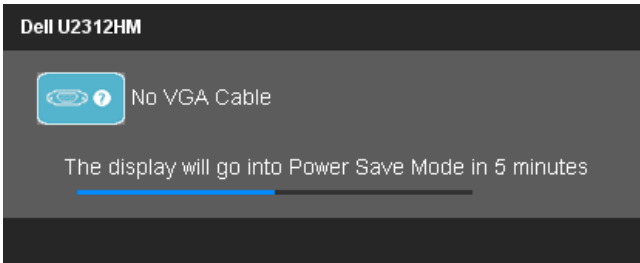 Dell U2312HM
No VGA Cable
The display will go into Power Save Mode in 5 minutes